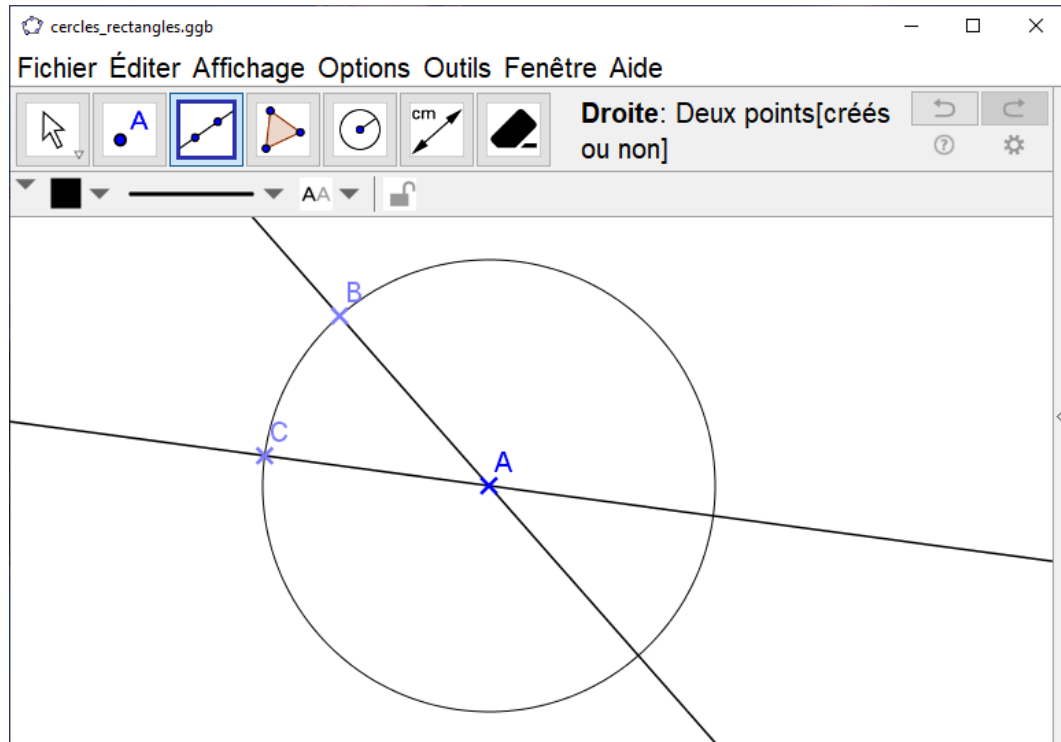 cercles_rectangles.ggb
Fichier Éditer Affichage Options Outils Fenêtre Aide
A
cm
Droite: Deux points[créés
ou non]
AA
B
C
A